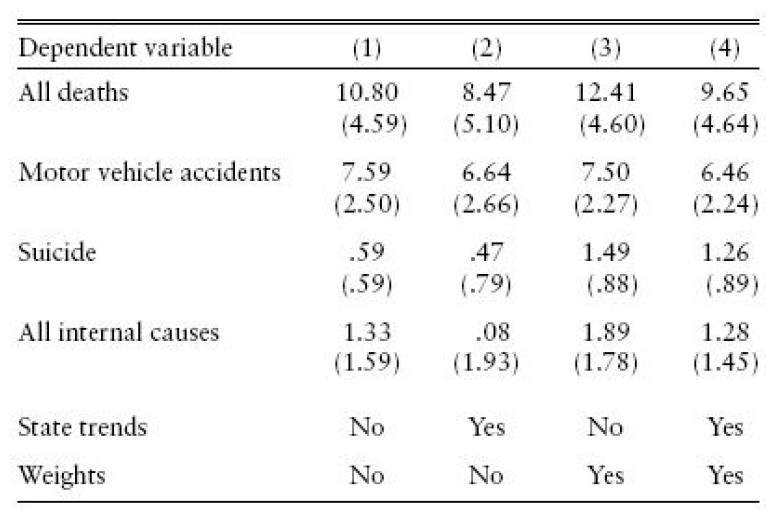 Dependent variable (1) (2) (3) (4)
All deaths 10.80 8.47 12.41 9.65
(4.59) (5.10) (4.60) (4.64)
Motor vehicle accidents 7.59 6.64 7.50 6.46
(2.50) (2.66) (2.27) (2.24)
Suicide .59 .47 1.49 1.26
(.59) (.79) (.88) (.89)
All internal causes 1.33 .08 1.89 1.28
(1.59) (1.93) (1.78) (1.45)
State trends No Yes No Yes
Weights No No Yes Yes